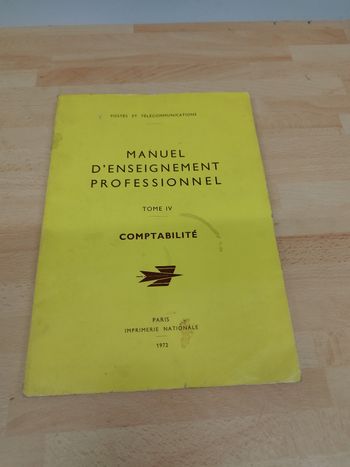 POSTES ET TÉLÉCOMMUNICATIONS
MANUEL
D'ENSEIGNEMENT
PROFESSIONNEL
TOME IV
COMPTABILITÉ
PARIS
IMPRIMERIE NATIONALE
1972